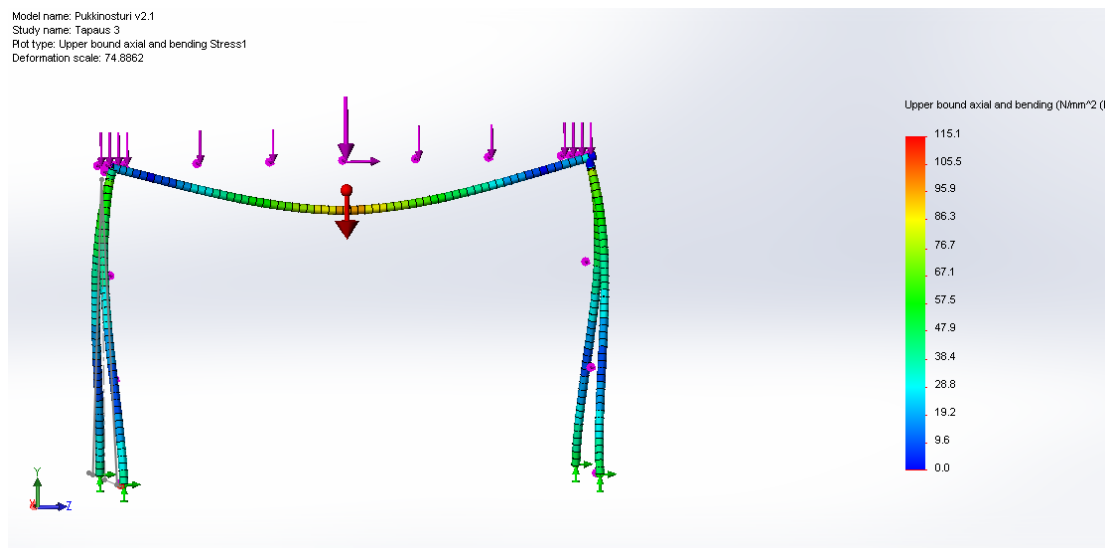 Model name: Pukkinosturi v2.1
Study name: Tapaus 3
Plot type: Upper bound axial and bending Stress1
Deformation scale: 74.8862
Upper bound axial and bending (N/mm^2 (
115.1
105.5
95.9
86.3
76.7
67.1
57.5
47.9
38.4
28.8
19.2
9.6
0.0
Y
X
Z